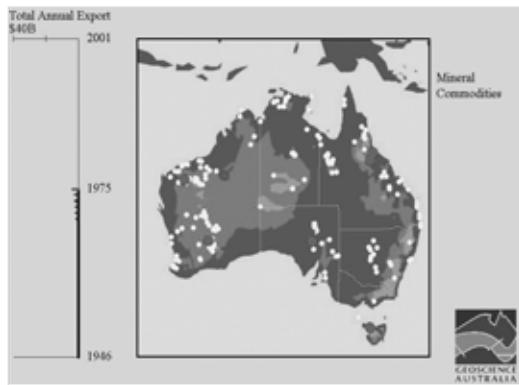 Total Annual Export
$40B
2001
Mineral
Commodities
1975
1946
GEOSCIENCE
AUSTRALIA